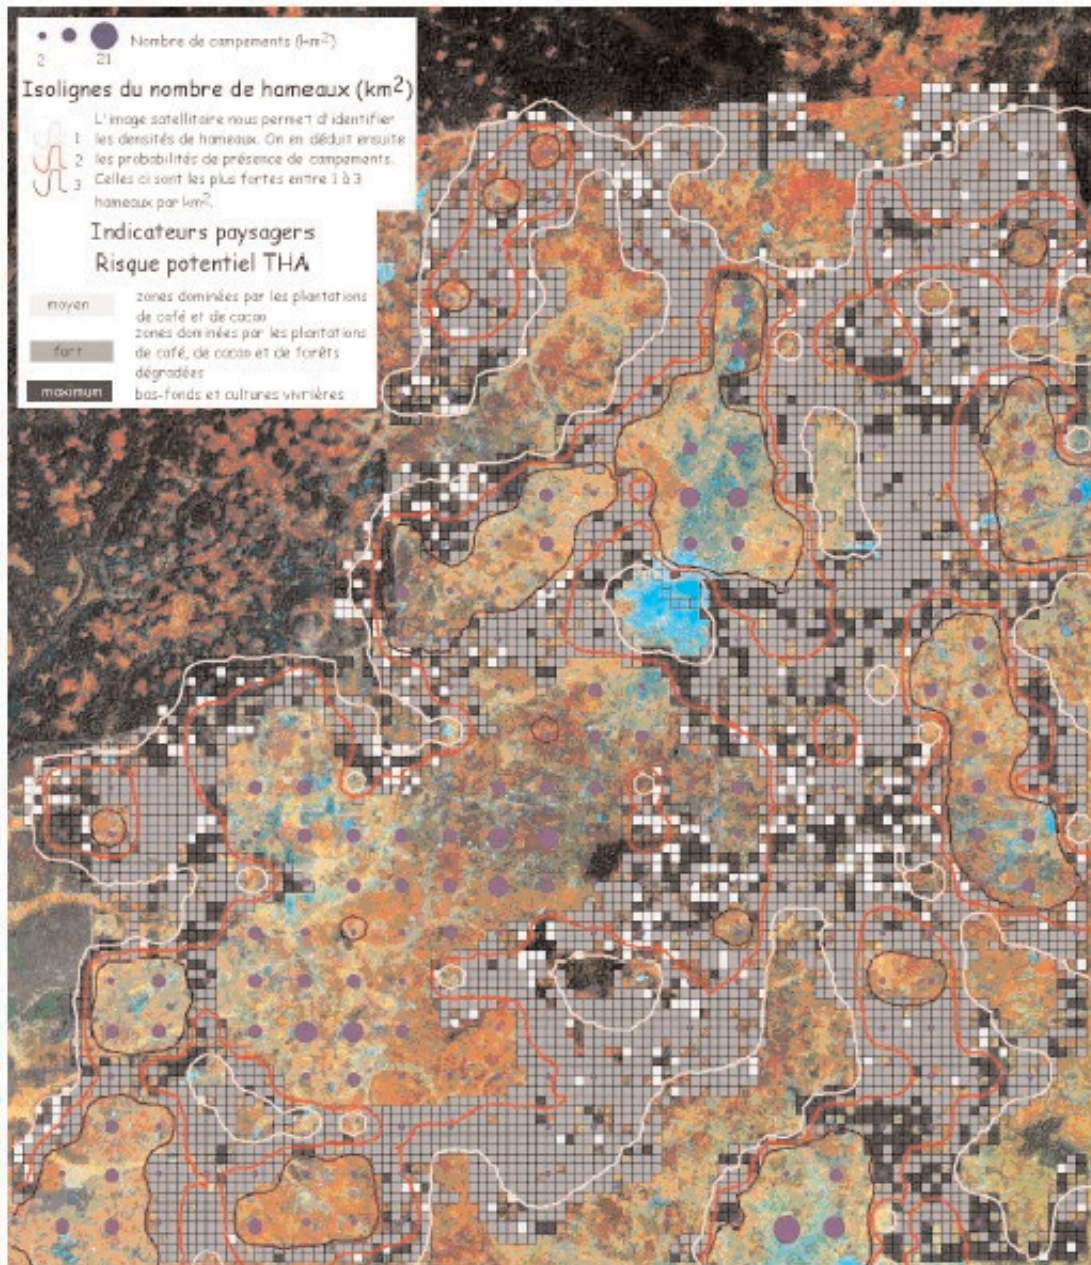 Nombre de campements (km²)
2 21
Isolignes du nombre de hameaux (km²)
L'image satellitaire nous permet d'identifier
1 les densités de hameaux. On en déduit ensuite
2 les probabilités de présence de campements.
3 Celles ci sont les plus fortes entre 1 à 3
hameaux par km².
Indicateurs paysagers
Risque potentiel THA
moyen zones dominées par les plantations
de café et de cacao
zones dominées par les plantations
fort de café, de cacao et de forêts
dégradées
maximum bas-fonds et cultures vivrières